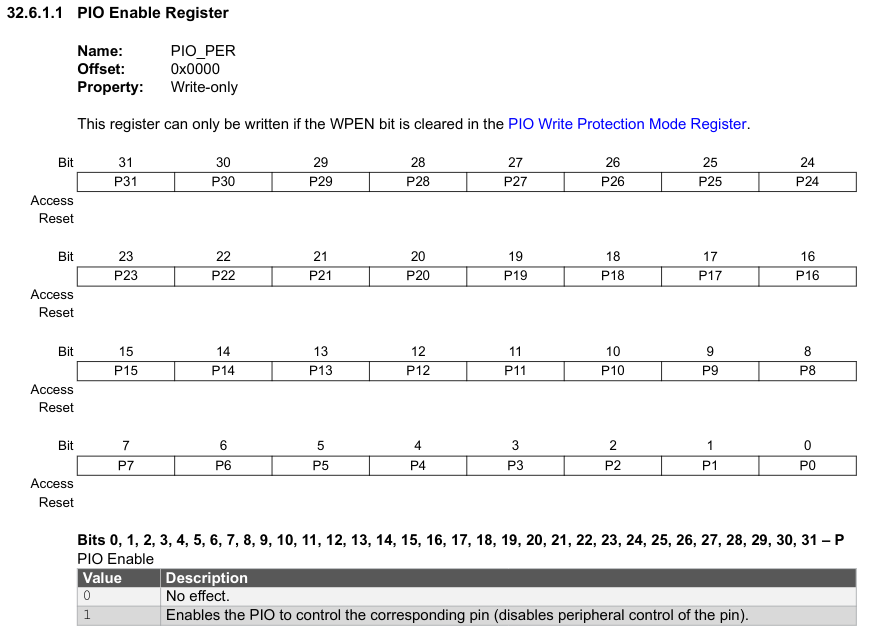 32.6.1.1 PIO Enable Register
Name: PIO_PER
Offset: 0x0000
Property: Write-only
This register can only be written if the WPEN bit is cleared in the PIO Write Protection Mode Register.
Bit 31 30 29 28 27 26 25 24
P31 P30 P29 P28 P27 P26 P25 P24
Access
Reset
Bit 23 22 21 20 19 18 17 16
P23 P22 P21 P20 P19 P18 P17 P16
Access
Reset
Bit 15 14 13 12 11 10 9 8
P15 P14 P13 P12 P11 P10 P9 P8
Access
Reset
Bit 7 6 5 4 3 2 1 0
P7 P6 P5 P4 P3 P2 P1 P0
Access
Reset
Bits 0, 1, 2, 3, 4, 5, 6, 7, 8, 9, 10, 11, 12, 13, 14, 15, 16, 17, 18, 19, 20, 21, 22, 23, 24, 25, 26, 27, 28, 29, 30, 31 – P
PIO Enable
Value Description
0 No effect.
1 Enables the PIO to control the corresponding pin (disables peripheral control of the pin).